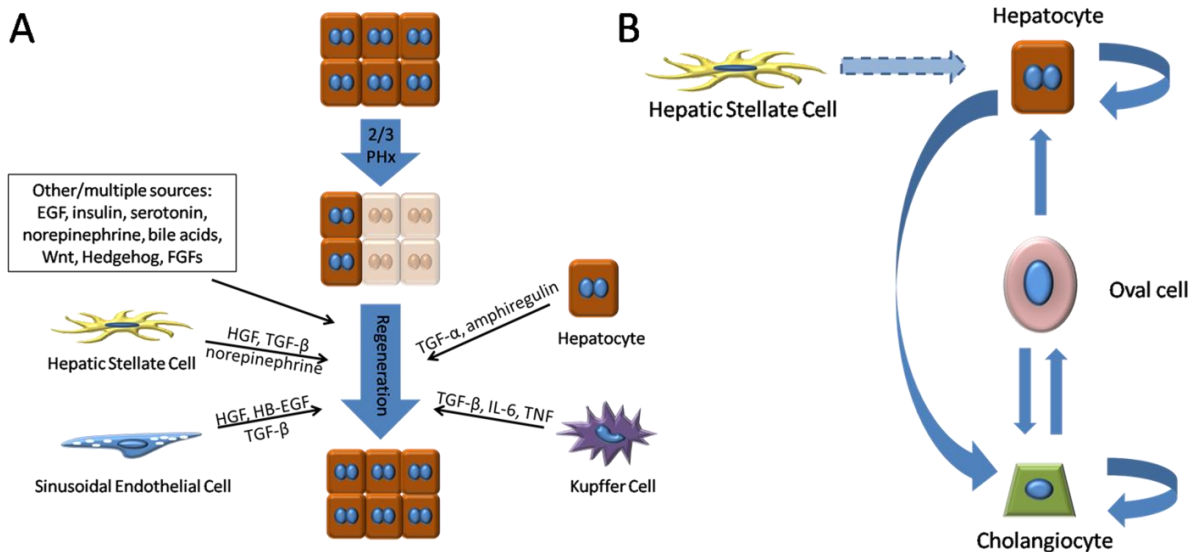 A
2/3
PHx
Other/multiple sources:
EGF, insulin, serotonin,
norepinephrine, bile acids,
Wnt, Hedgehog, FGFs
Hepatic Stellate Cell
HGF, TGF-β
norepinephrine
Sinusoidal Endothelial Cell
HGF, HB-EGF
TGF-β
Regeneration
TGF-α, amphiregulin
Hepatocyte
TGF-β, IL-6, TNF
Kupffer Cell
B
Hepatocyte
Hepatic Stellate Cell
Oval cell
Cholangiocyte